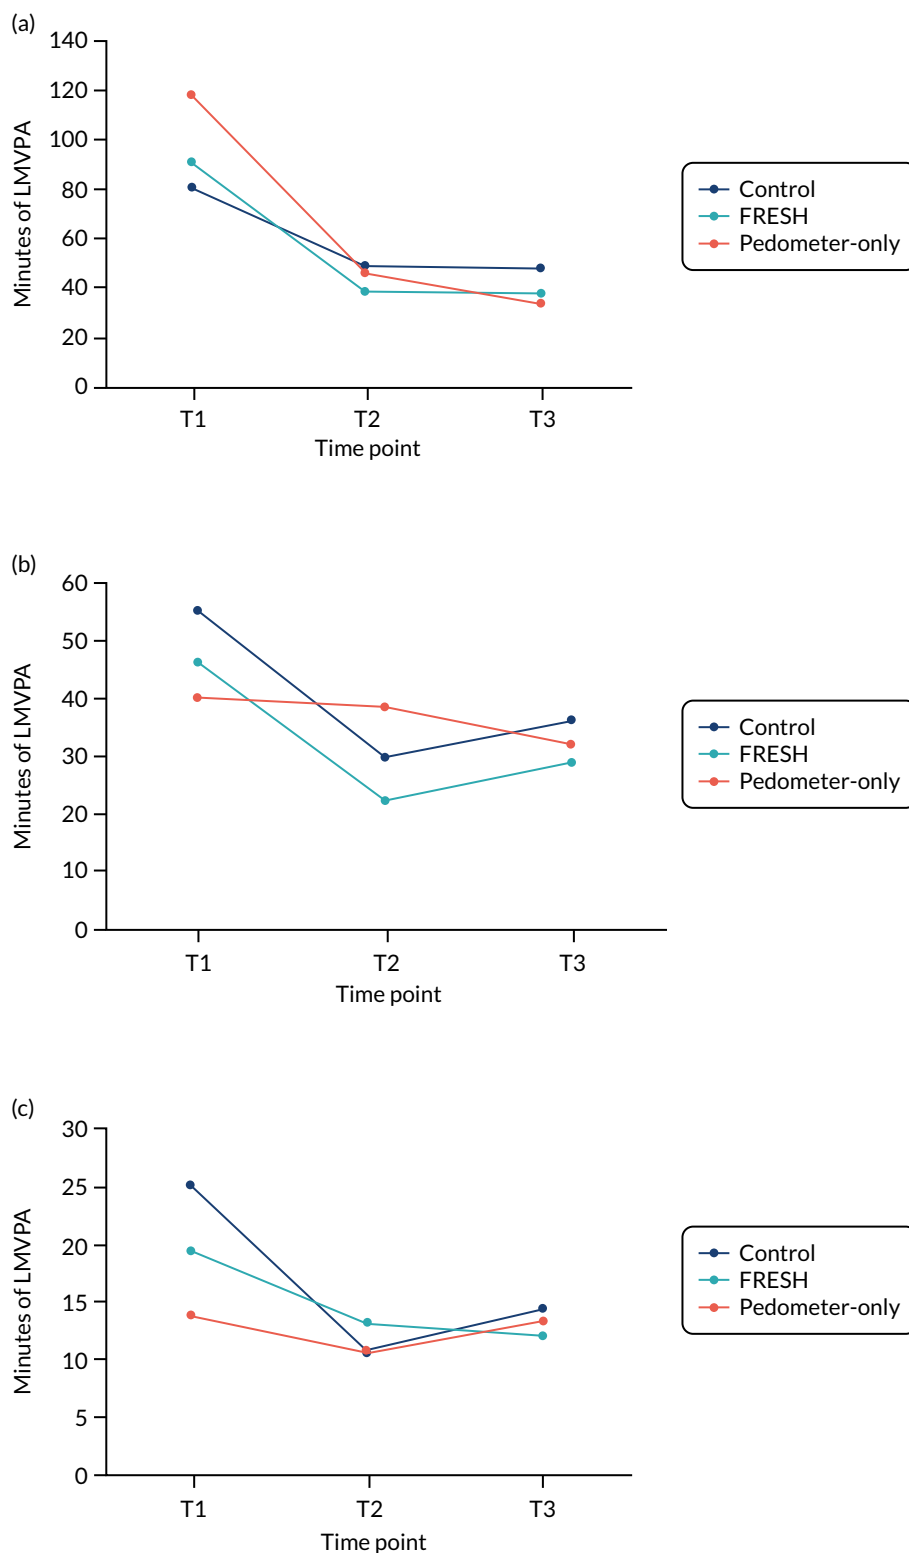 (a)
140
120
100
80
60
40
20
0
Minutes of LMVPA
T1 T2 T3
Time point
Control
FRESH
Pedometer-only
(b)
60
50
40
30
20
10
0
Minutes of LMVPA
T1 T2 T3
Time point
Control
FRESH
Pedometer-only
(c)
30
25
20
15
10
5
0
Minutes of LMVPA
T1 T2 T3
Time point
Control
FRESH
Pedometer-only